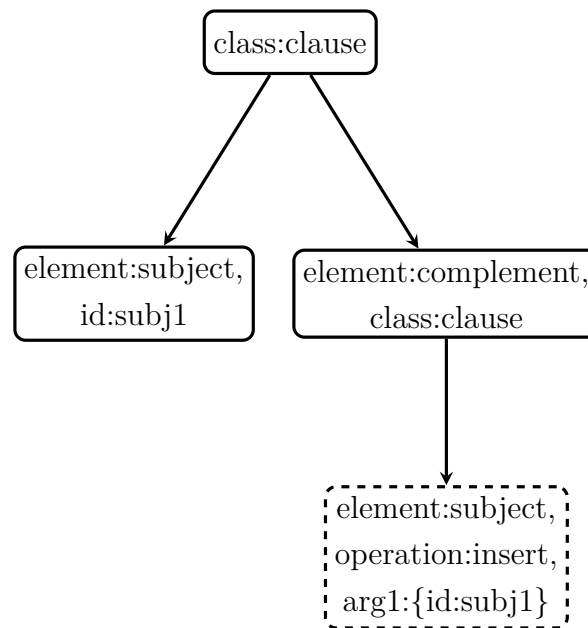 class:clause
element:subject,
id:subj1
element:complement,
class:clause
element:subject,
operation:insert,
arg1:{id:subj1}